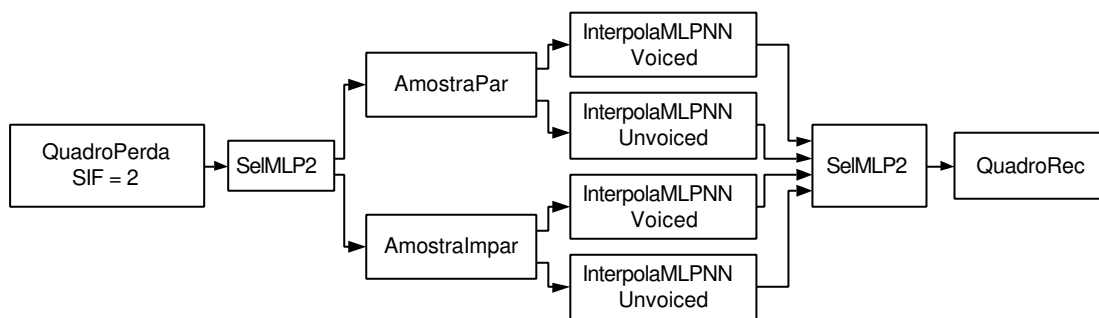 QuadroPerda
SIF = 2
SelMLP2
AmostraPar
AmostraImpar
InterpolaMLPNN
Voiced
InterpolaMLPNN
Unvoiced
InterpolaMLPNN
Voiced
InterpolaMLPNN
Unvoiced
SelMLP2
QuadroRec